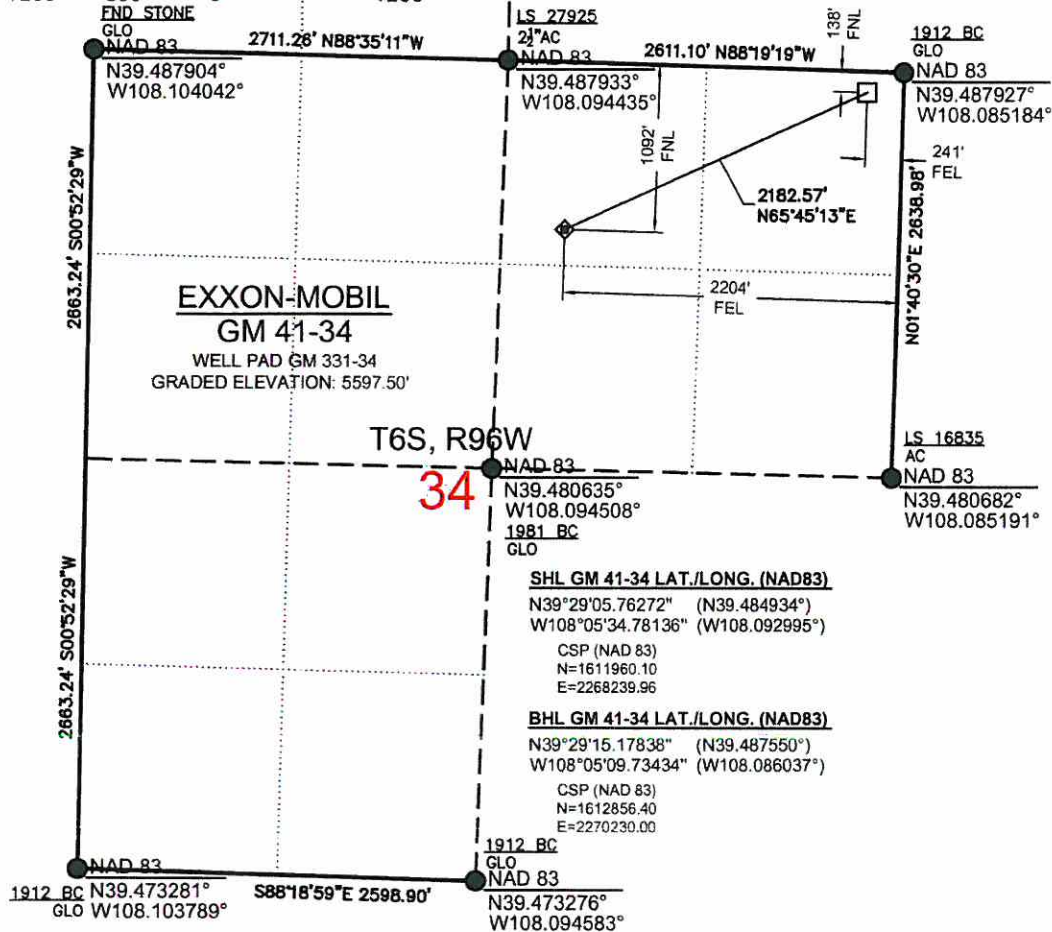 FND STONE
GLO
NAD 83
N39.487904°
W108.104042°
2711.26' N88°35'11"W
LS 27925
2½"AC
NAD 83
N39.487933°
W108.094435°
2611.10' N88°19'19"W
138'
FNL
1912 BC
GLO
NAD 83
N39.487927°
W108.085184°
1092'
FNL
241'
FEL
2182.57'
N65°45'13"E
2663.24' S00°52'29"W
N01°40'30"E 2638.98'
2204'
FEL
EXXON-MOBIL
GM 41-34
WELL PAD GM 331-34
GRADED ELEVATION: 5597.50'
T6S, R96W
34
NAD 83
N39.480635°
W108.094508°
1981 BC
GLO
LS 16835
AC
NAD 83
N39.480682°
W108.085191°
SHL GM 41-34 LAT./LONG. (NAD83)
N39°29'05.76272" (N39.484934°)
W108°05'34.78136" (W108.092995°)
CSP (NAD 83)
N=1611960.10
E=2268239.96
BHL GM 41-34 LAT./LONG. (NAD83)
N39°29'15.17838" (N39.487550°)
W108°05'09.73434" (W108.086037°)
CSP (NAD 83)
N=1612856.40
E=2270230.00
2663.24' S00°52'29"W
NAD 83
1912 BC
GLO
N39.473281°
W108.103789°
S88°18'59"E 2598.90'
1912 BC
GLO
NAD 83
N39.473276°
W108.094583°